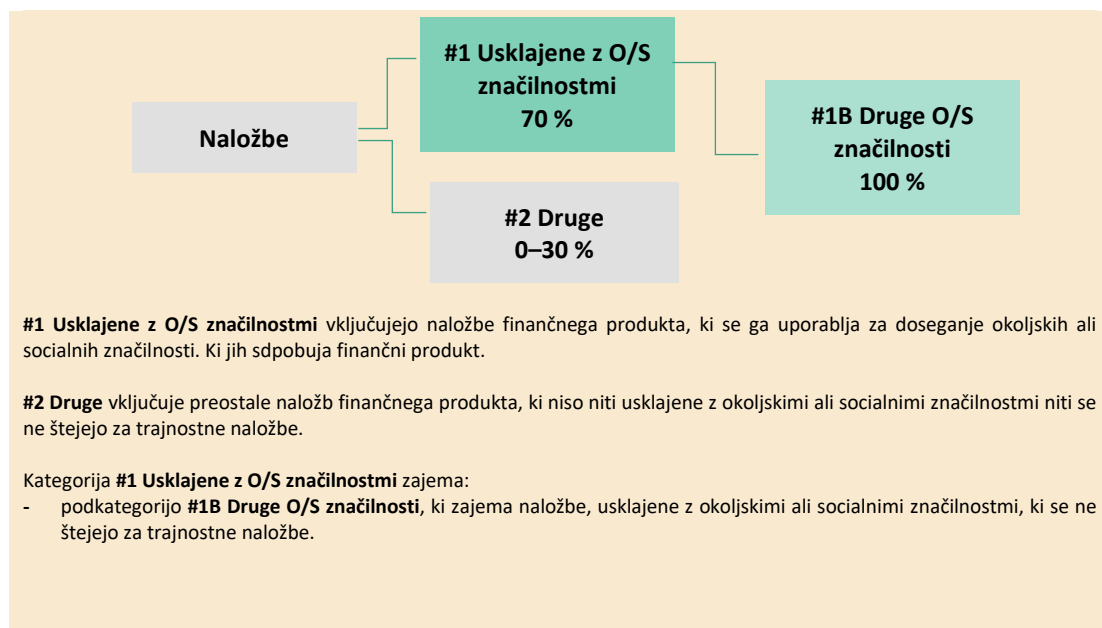 #1 Usklajene z O/S
značilnostmi
70 %
Naložbe
#1B Druge O/S
značilnosti
100 %
#2 Druge
0–30 %
#1 Usklajene z O/S značilnostmi vključujejo naložbe finančnega produkta, ki se ga uporablja za doseganje okoljskih ali
socialnih značilnosti. Ki jih sdpobuja finančni produkt.
#2 Druge vključuje preostale naložb finančnega produkta, ki niso niti usklajene z okoljskimi ali socialnimi značilnostmi niti se
ne štejejo za trajnostne naložbe.
Kategorija #1 Usklajene z O/S značilnostmi zajema:
- podkategorijo #1B Druge O/S značilnosti, ki zajema naložbe, usklajene z okoljskimi ali socialnimi značilnostmi, ki se ne
štejejo za trajnostne naložbe.